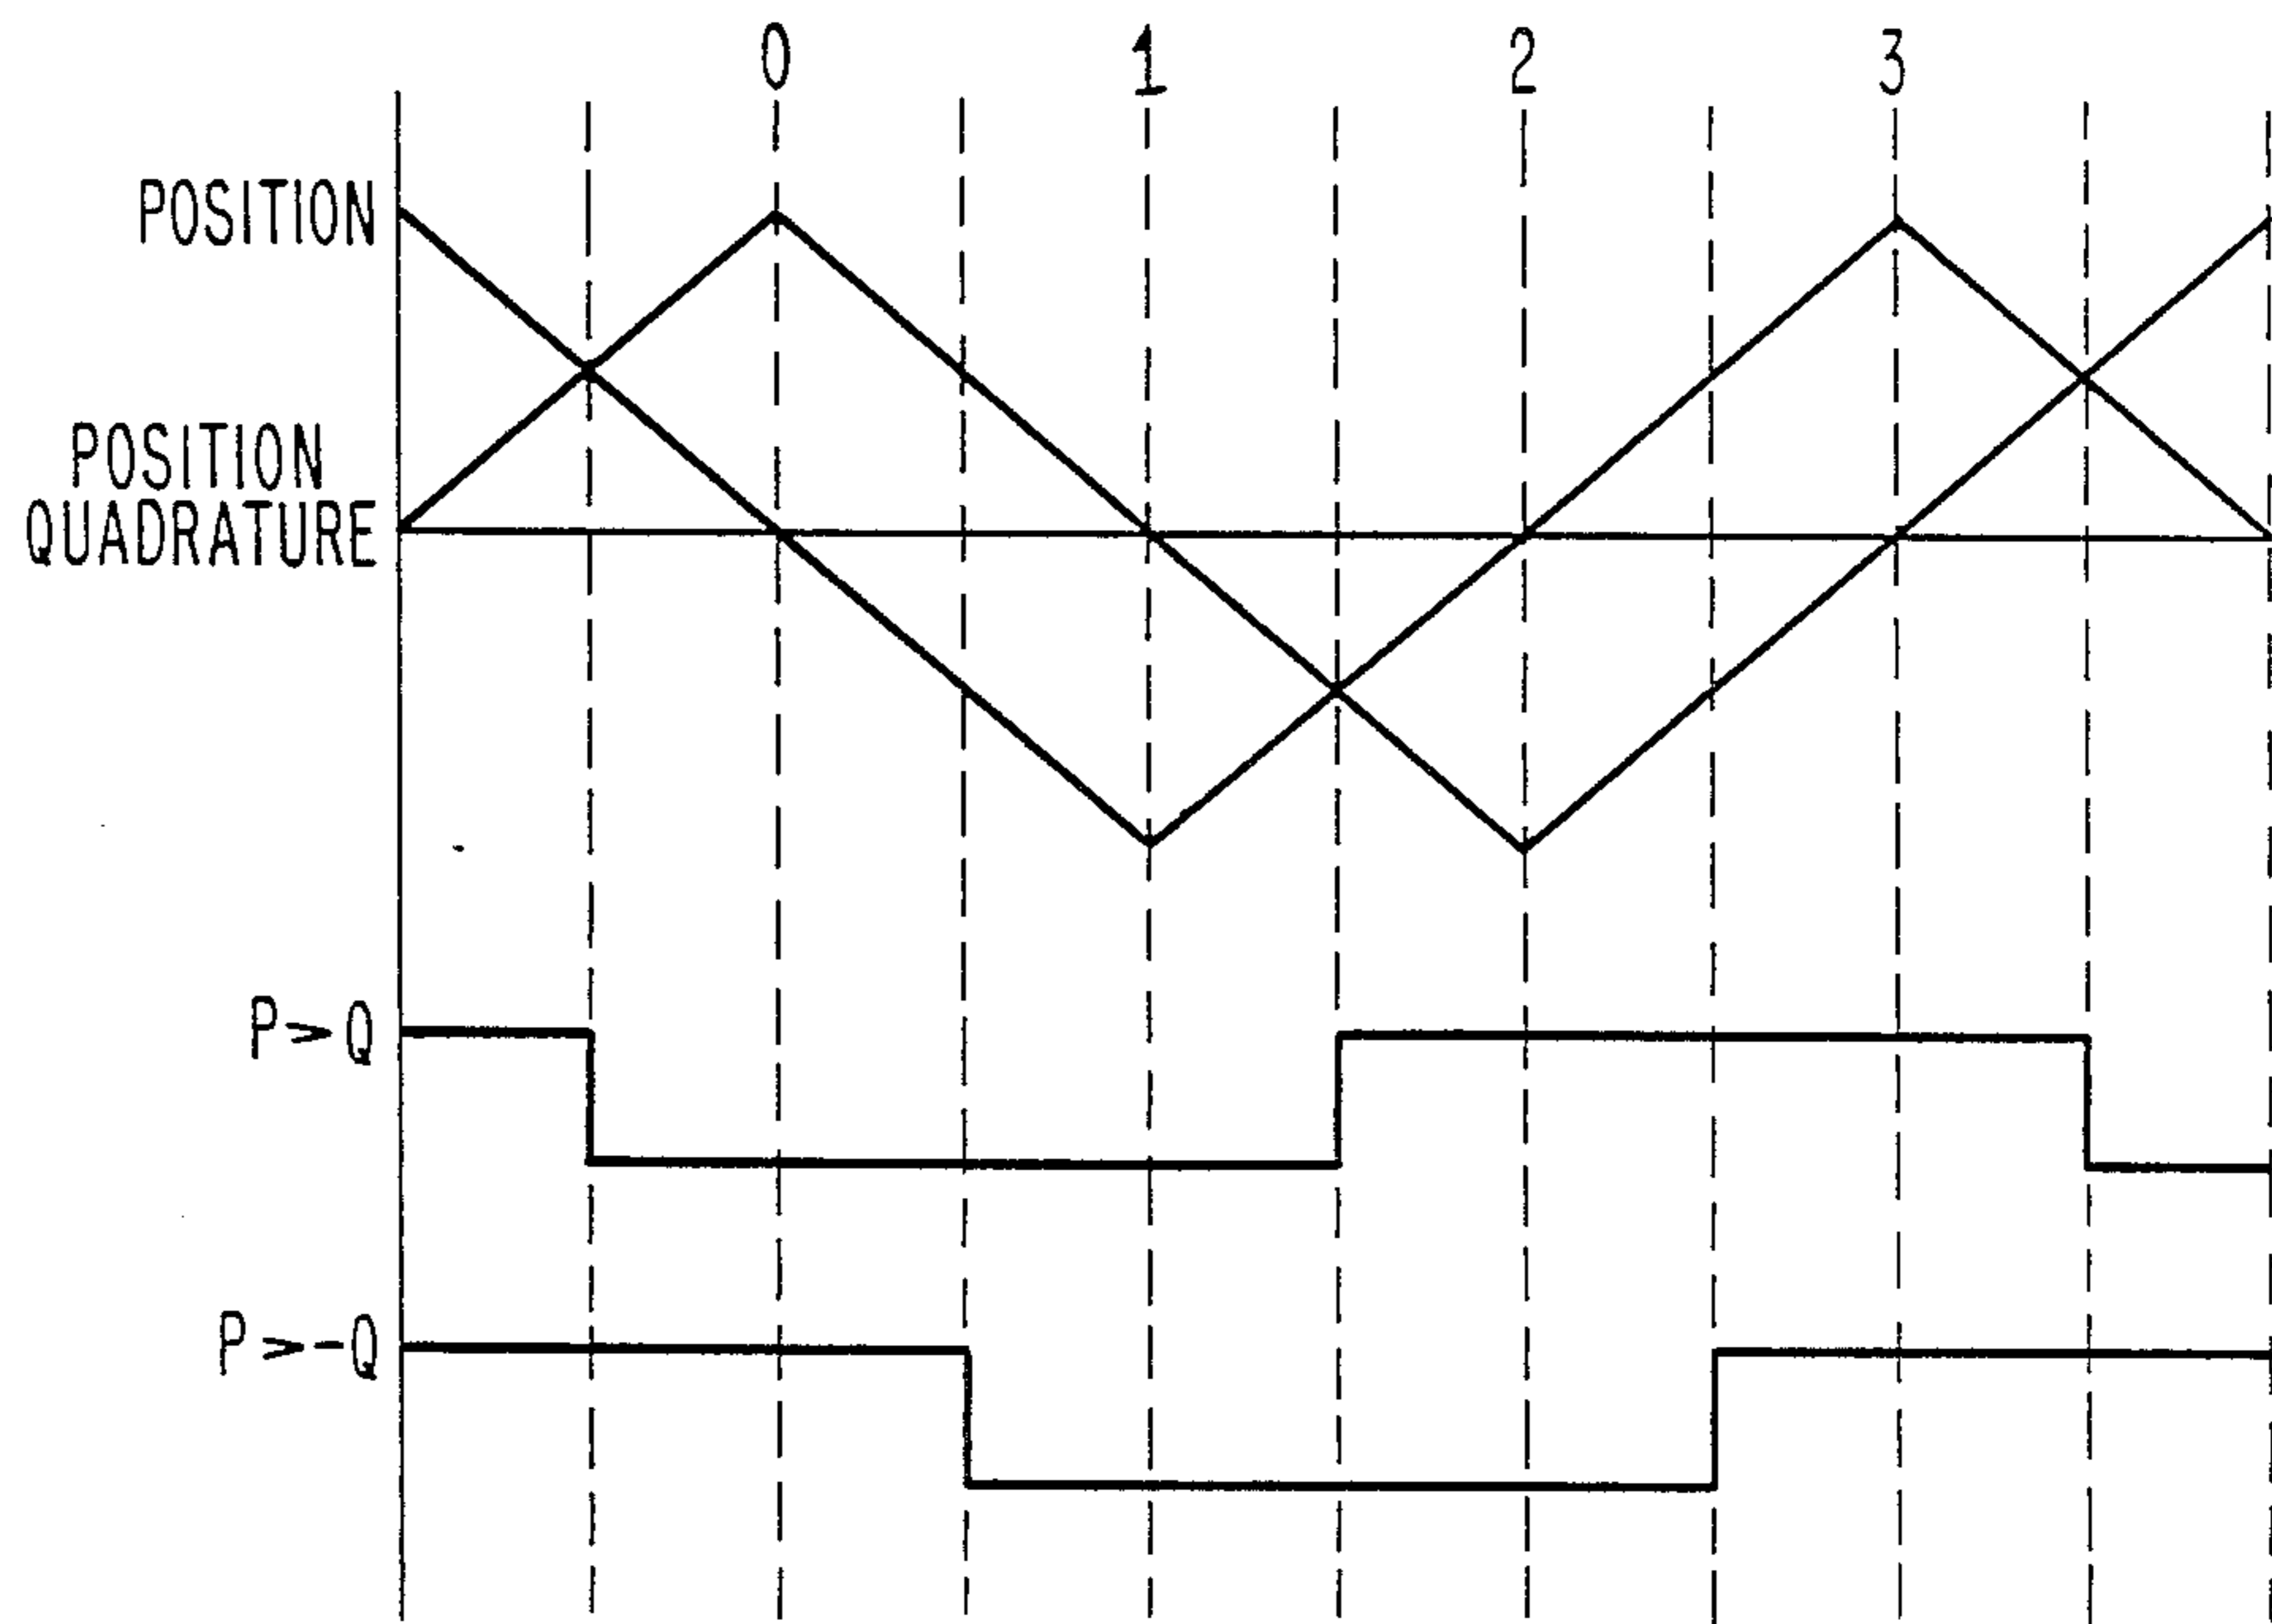 0 1 2 3
POSITION
POSITION
QUADRATURE
P>Q
P>-Q